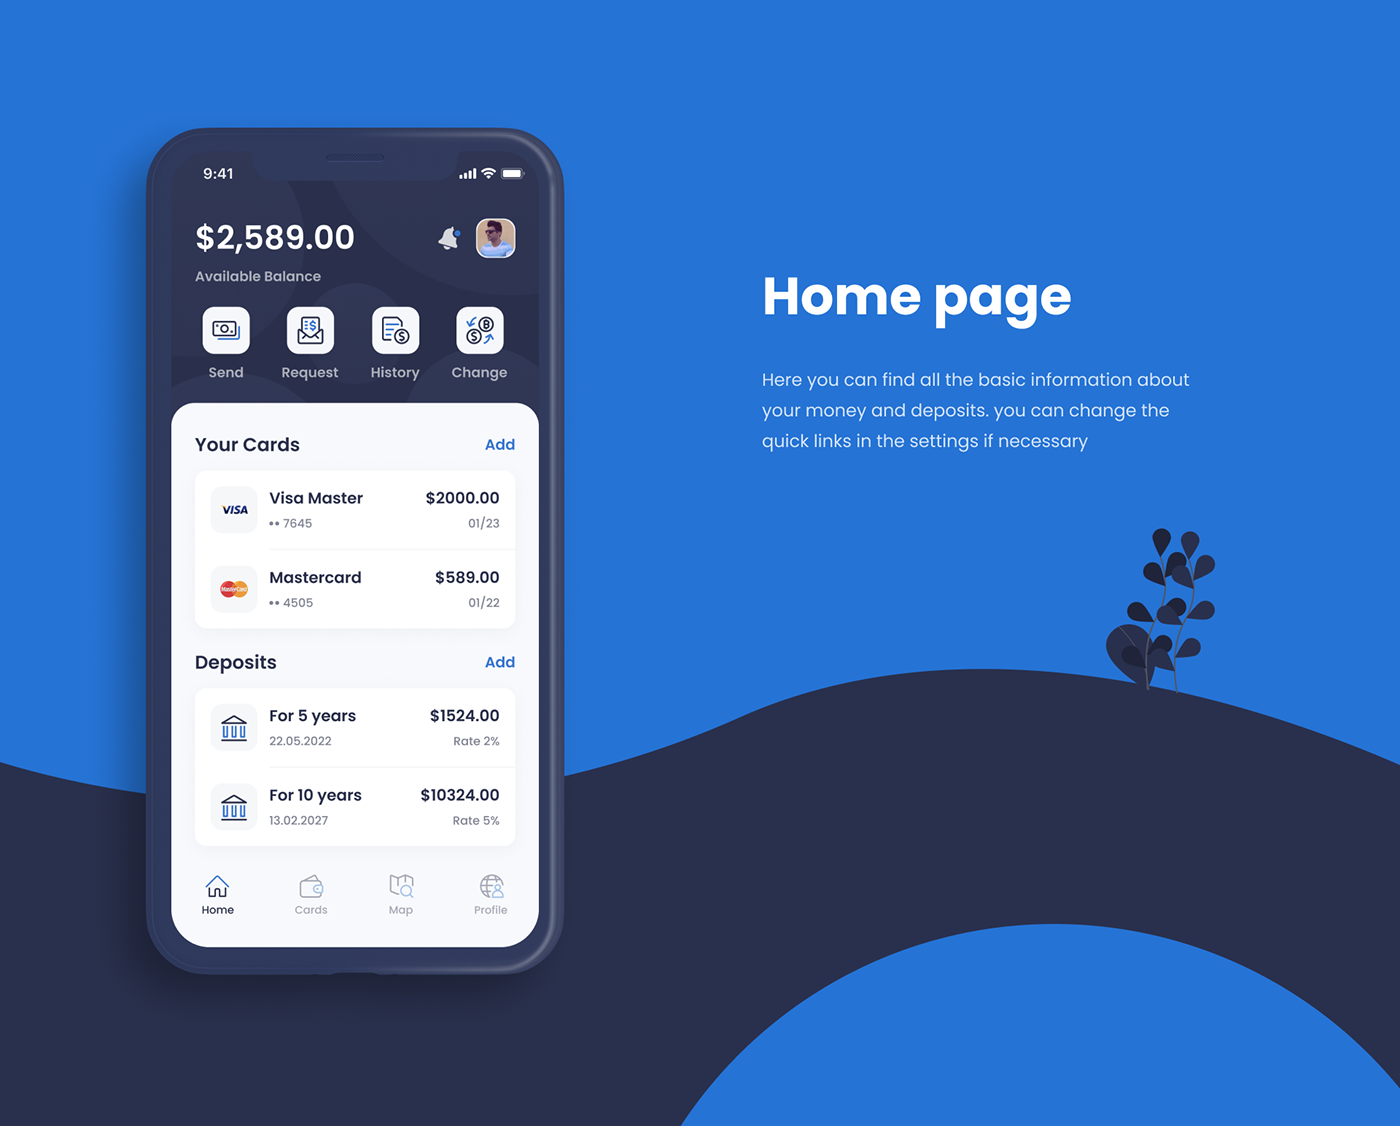 9:41
$2,589.00
Available Balance
Send
Request
History
Change
Your Cards
Add
VISA
Visa Master
$2000.00
•• 7645
01/23
MasterCard
Mastercard
$589.00
•• 4505
01/22
Deposits
Add
For 5 years
$1524.00
22.05.2022
Rate 2%
For 10 years
$10324.00
13.02.2027
Rate 5%
Home
Cards
Map
Profile
Home page
Here you can find all the basic information about
your money and deposits. you can change the
quick links in the settings if necessary